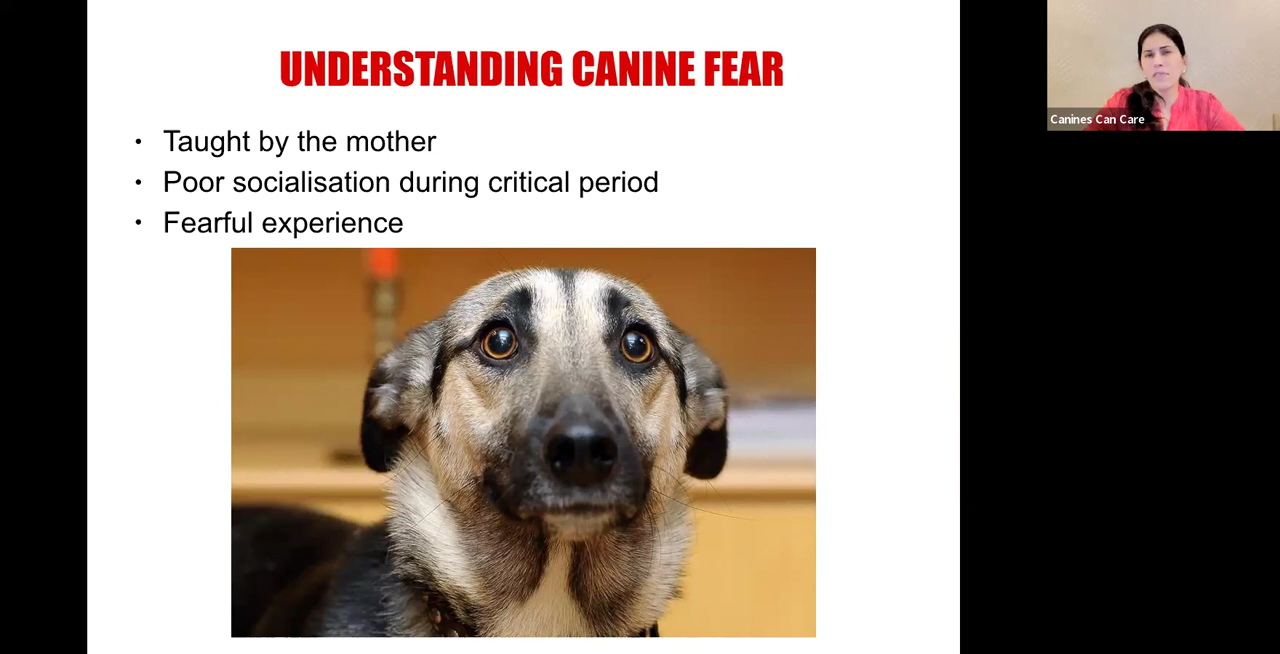 UNDERSTANDING CANINE FEAR
• Taught by the mother
• Poor socialisation during critical period
• Fearful experience
Canines Can Care